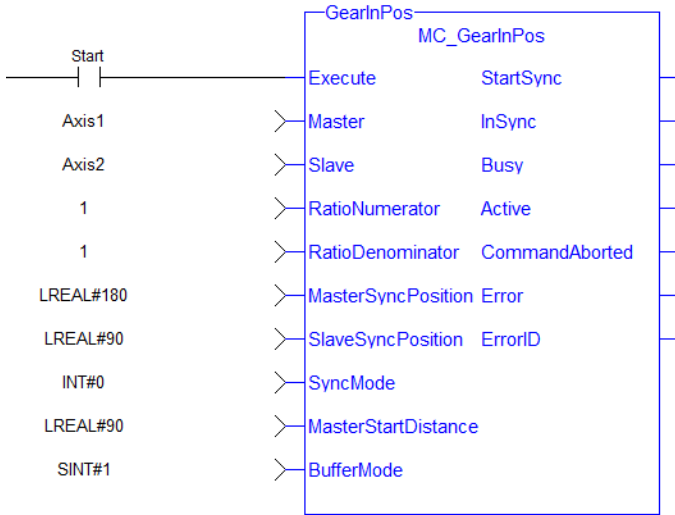 GearInPos
MC_GearInPos
Start
Execute StartSync
Axis1 Master InSync
Axis2 Slave Busy
1 RatioNumerator Active
1 RatioDenominator CommandAborted
LREAL#180 MasterSyncPosition Error
LREAL#90 SlaveSyncPosition ErrorID
INT#0 SyncMode
LREAL#90 MasterStartDistance
SINT#1 BufferMode